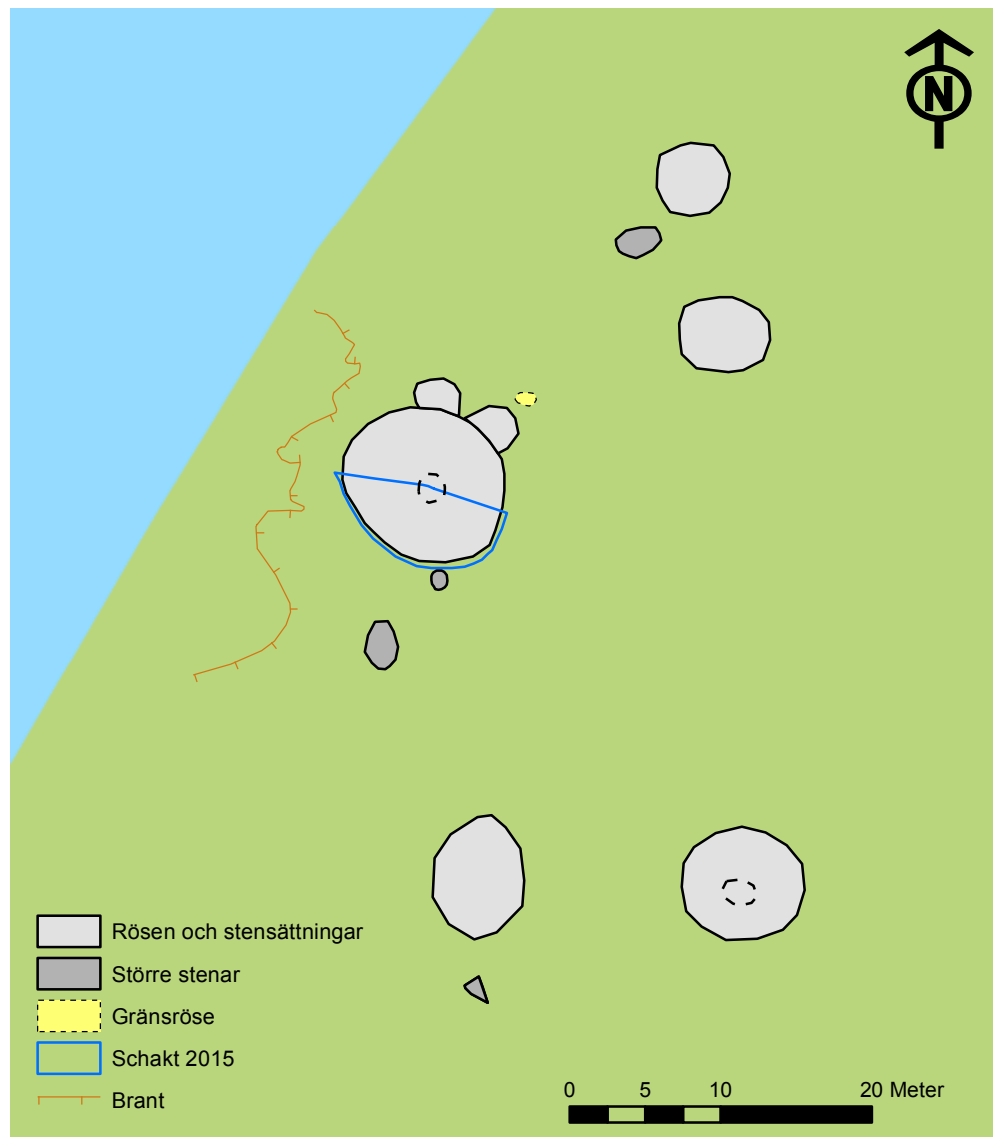 N
Rösen och stensättningar
Större stenar
Gränsröse
Schakt 2015
Brant
0 5 10 20 Meter